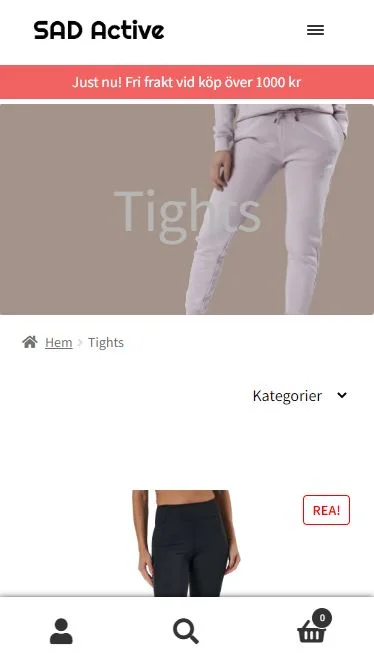 SAD Active
Just nu! Fri frakt vid köp över 1000 kr
Tights
Hem > Tights
Kategorier
REA!
0